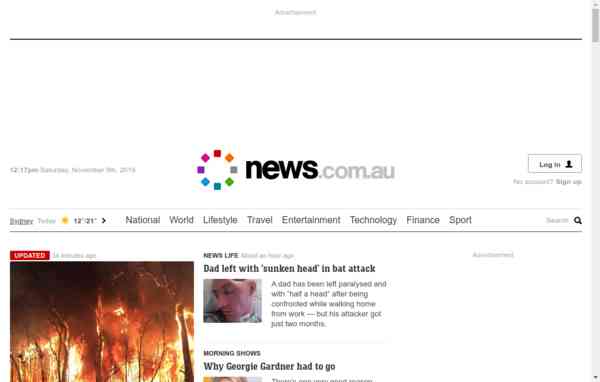 Advertisement
12:17pm Saturday, November 9th, 2019
news.com.au
Log in
No account? Sign up
Sydney Today 12°/21° National World Lifestyle Travel Entertainment Technology Finance Sport Search
UPDATED 34 minutes ago
NEWS LIFE About an hour ago
Advertisement
Dad left with 'sunken head' in bat attack
A dad has been left paralysed and
with "half a head" after being
confronted while walking home
from work — but his attacker got
just two months.
MORNING SHOWS
Why Georgie Gardner had to go
There's one very good reason